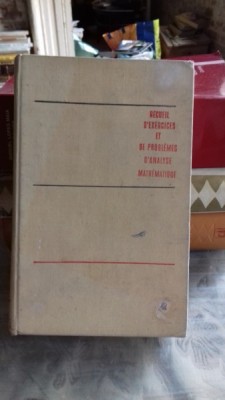 RECUEIL
D'EXERCICES
ET
DE PROBLÈMES
D'ANALYSE
MATHÉMATIQUE